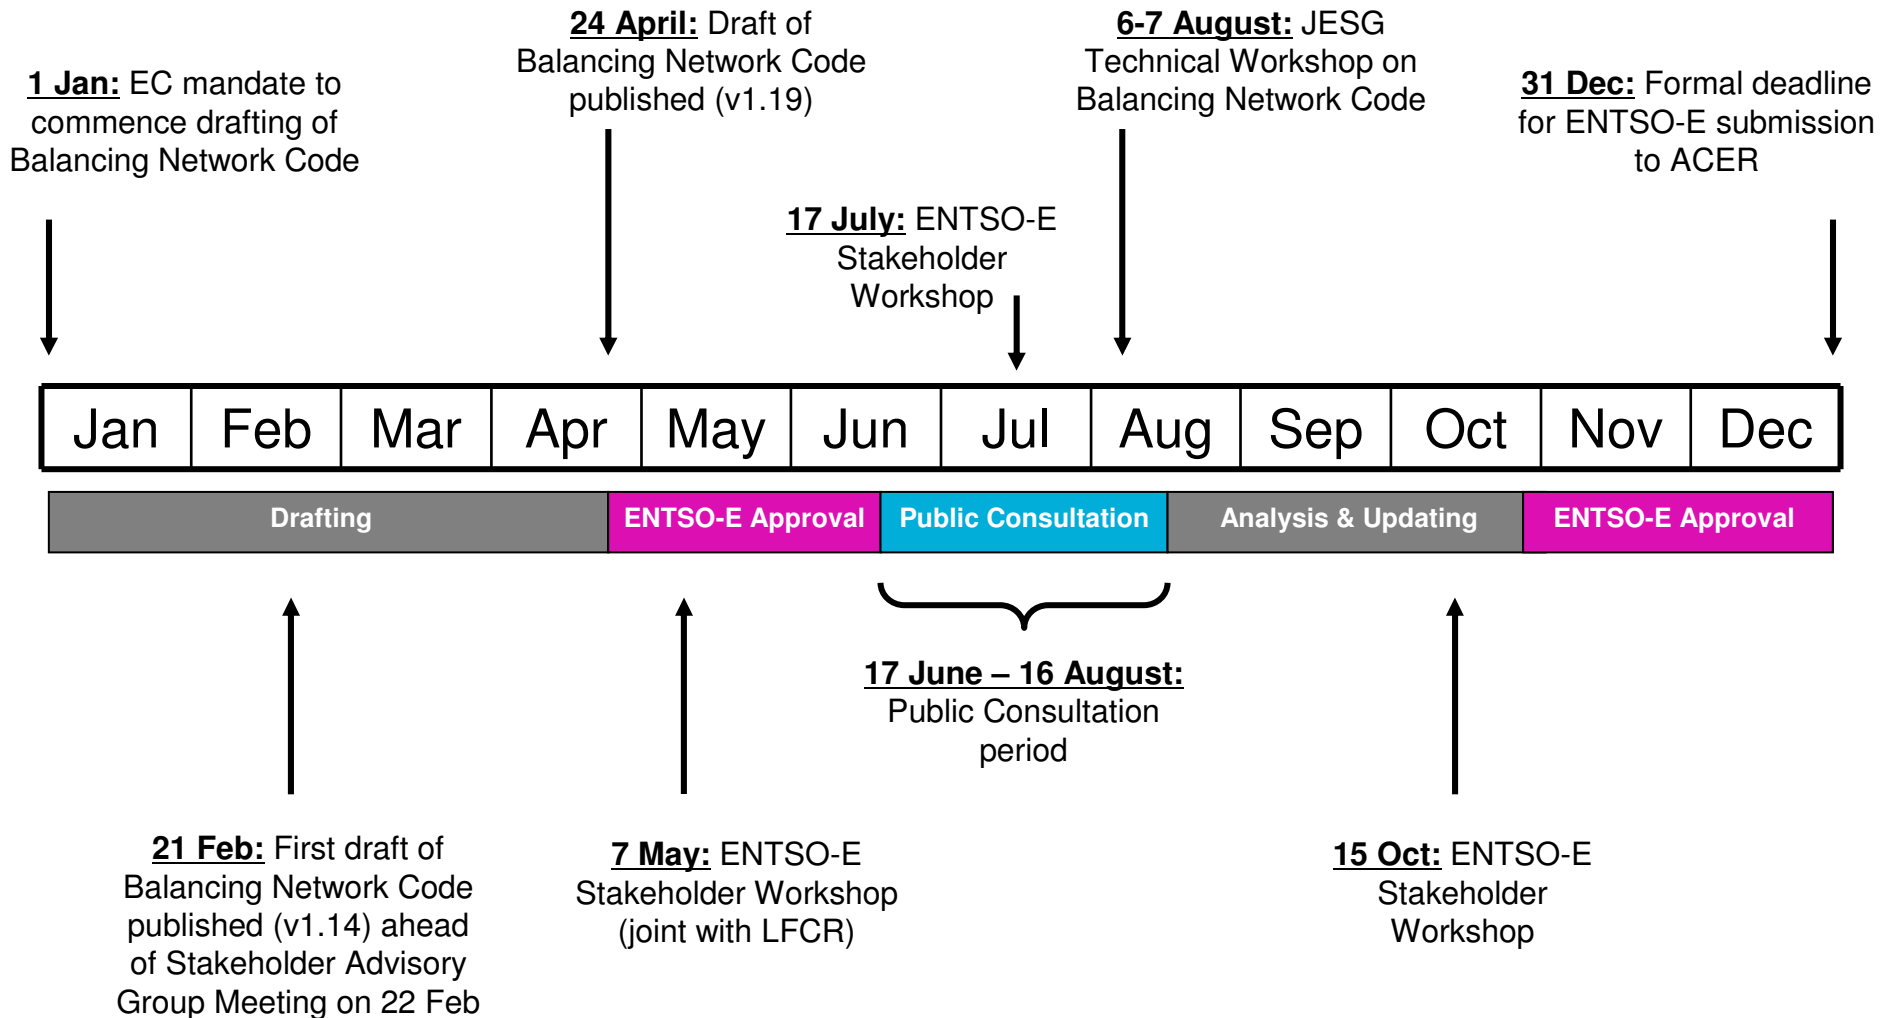 1 Jan: EC mandate to
commence drafting of
Balancing Network Code
24 April: Draft of
Balancing Network Code
published (v1.19)
17 July: ENTSO-E
Stakeholder
Workshop
6-7 August: JESG
Technical Workshop on
Balancing Network Code
31 Dec: Formal deadline
for ENTSO-E submission
to ACER
Jan Feb Mar Apr May Jun Jul Aug Sep Oct Nov Dec
Drafting ENTSO-E Approval Public Consultation Analysis & Updating ENTSO-E Approval
17 June – 16 August:
Public Consultation
period
21 Feb: First draft of
Balancing Network Code
published (v1.14) ahead
of Stakeholder Advisory
Group Meeting on 22 Feb
7 May: ENTSO-E
Stakeholder Workshop
(joint with LFCR)
15 Oct: ENTSO-E
Stakeholder
Workshop